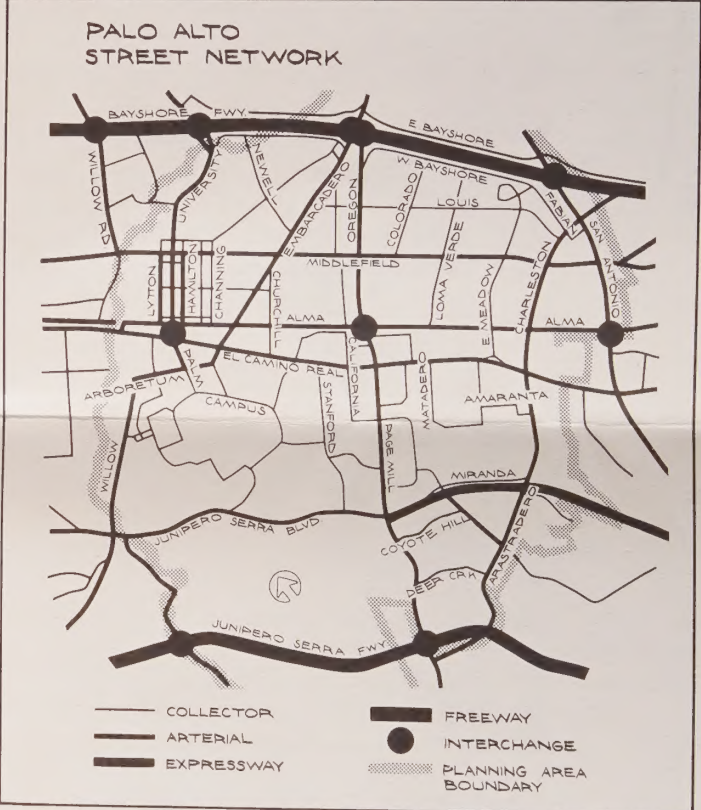 PALO ALTO
STREET NETWORK
BAYSHORE FWY.
E BAYSHORE
W. BAYSHORE
WILLOW RD
UNIVERSITY
NEWELL
EMBARCADERO
OREGON
COLORADO
LOUIS
FABIAN
SAN ANTONIO
LYTTON
HAMILTON
CHANNING
MIDDLEFIELD
CHURCHILL
LOMA VERDE
E MEADOW
CHARLESTON
ALMA
ALMA
PALM
EL CAMINO REAL
CALIFORNIA
ARBORETUM
CAMPUS
STANFORD
MATADERO
AMARANTA
WILLOW
PAGE MILL
MIRANDA
JUNIPERO SERRA BLVD
COYOTE HILL
ARASTRADERO
DEER CRK
JUNIPERO SERRA FWY
COLLECTOR
ARTERIAL
EXPRESSWAY
FREEWAY
INTERCHANGE
PLANNING AREA
BOUNDARY